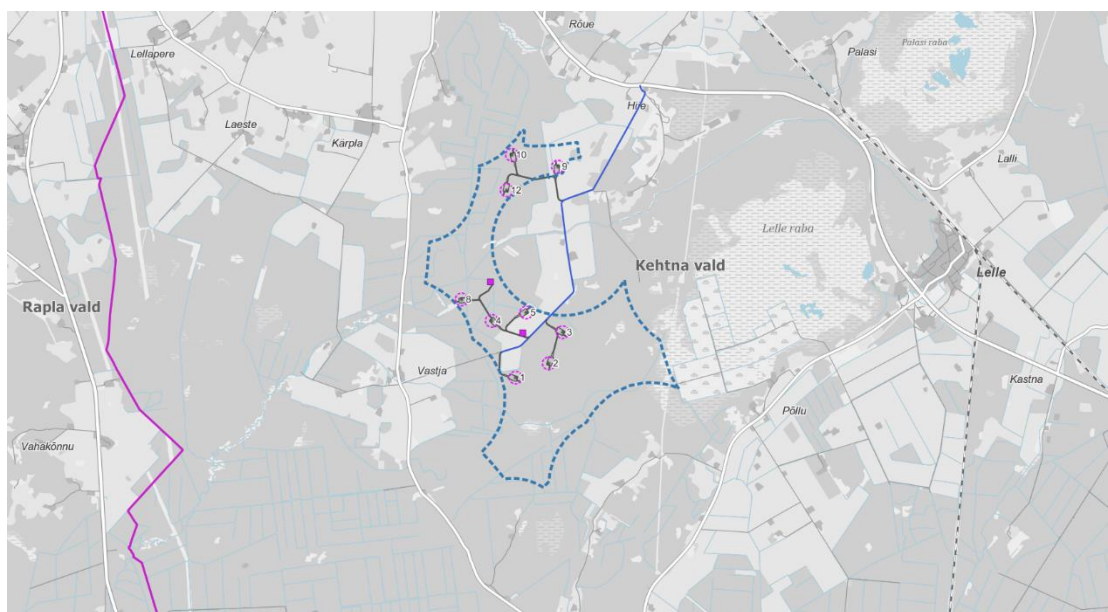 Rõue
Lellapere
Palasi
Palasi raba
Hire
Laeste
Kärpla
10
9
Lalli
12
Lelle raba
Kehtna vald
Lelle
Rapla vald
8
5
4
3
2
Vastja
1
Kastna
Põllu
Vahakõnnu